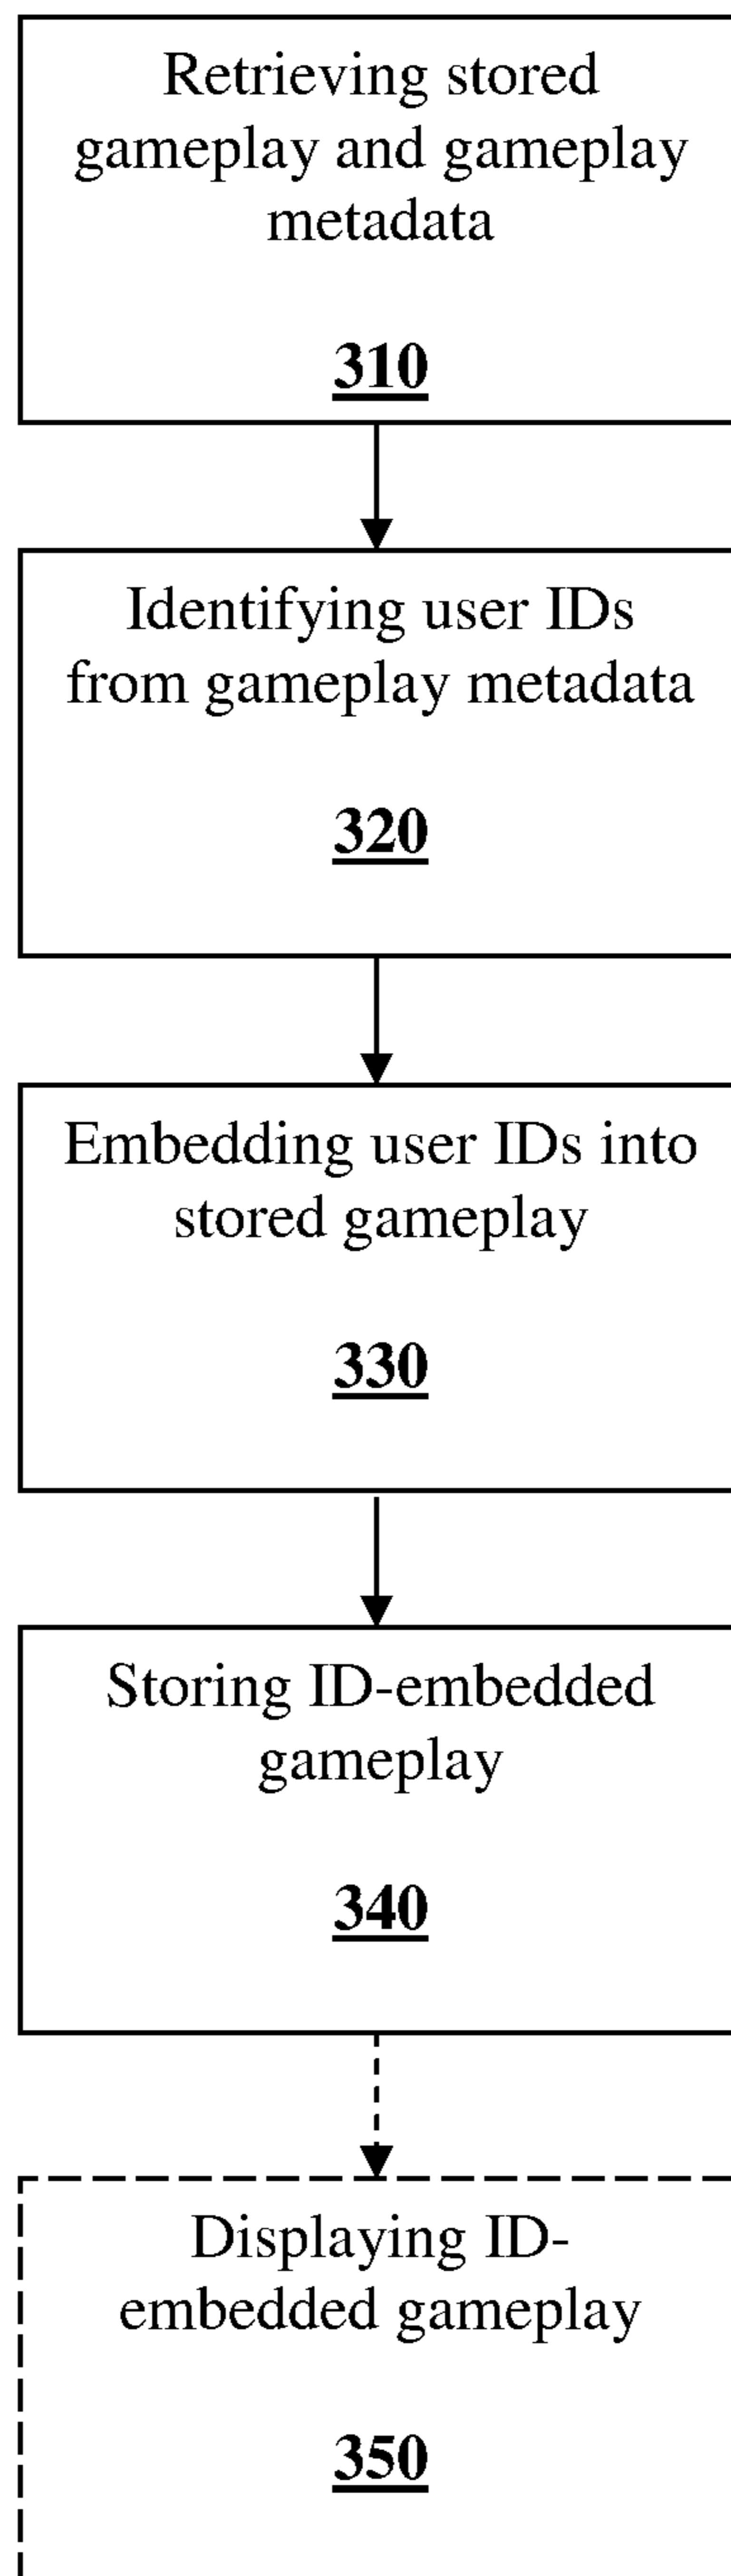 Retrieving stored
gameplay and gameplay
metadata
310
Identifying user IDs
from gameplay metadata
320
Embedding user IDs into
stored gameplay
330
Storing ID-embedded
gameplay
340
Displaying ID-
embedded gameplay
350